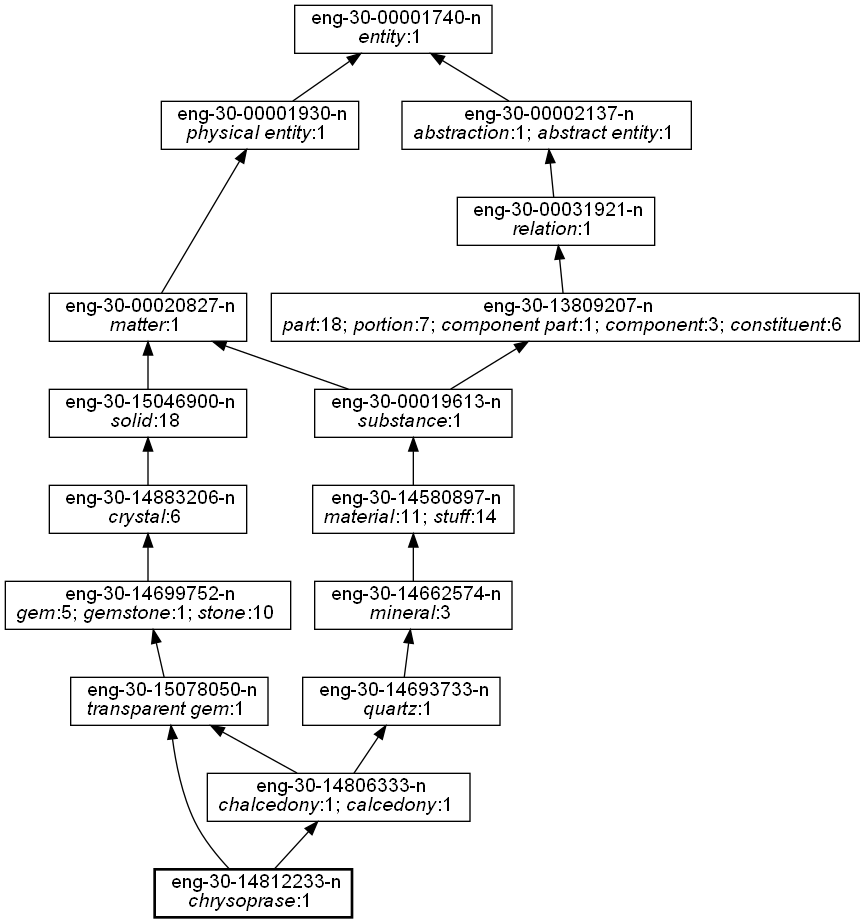 eng-30-00001740-n
entity:1
eng-30-00001930-n
physical entity:1
eng-30-00002137-n
abstraction:1; abstract entity:1
eng-30-00031921-n
relation:1
eng-30-00020827-n
matter:1
eng-30-13809207-n
part:18; portion:7; component part:1; component:3; constituent:6
eng-30-15046900-n
solid:18
eng-30-00019613-n
substance:1
eng-30-14883206-n
crystal:6
eng-30-14580897-n
material:11; stuff:14
eng-30-14699752-n
gem:5; gemstone:1; stone:10
eng-30-14662574-n
mineral:3
eng-30-15078050-n
transparent gem:1
eng-30-14693733-n
quartz:1
eng-30-14806333-n
chalcedony:1; calcedony:1
eng-30-14812233-n
chrysoprase:1